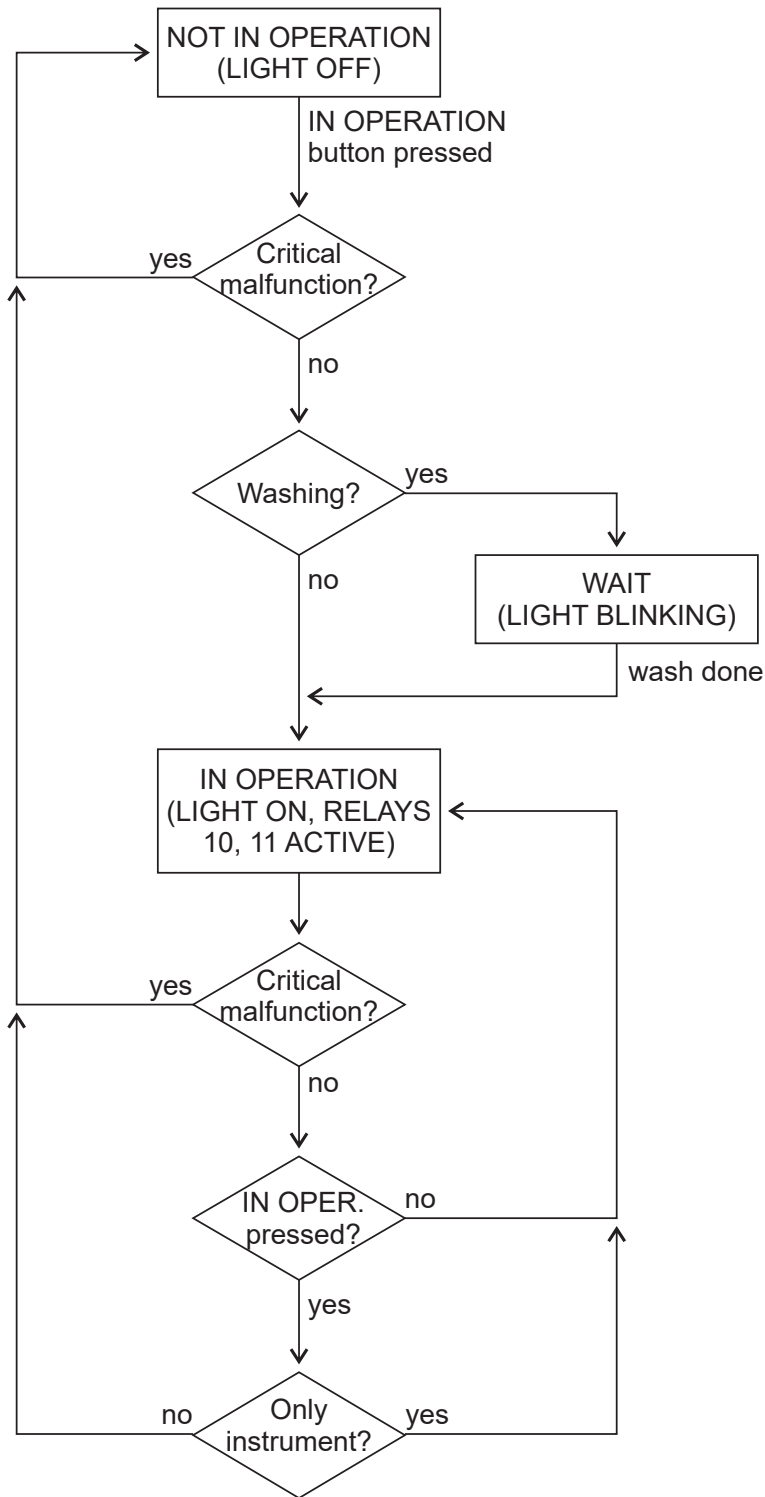 NOT IN OPERATION
(LIGHT OFF)
IN OPERATION
button pressed
yes
Critical
malfunction?
no
Washing?
yes
no
WAIT
(LIGHT BLINKING)
wash done
IN OPERATION
(LIGHT ON, RELAYS
10, 11 ACTIVE)
yes
Critical
malfunction?
no
IN OPER.
pressed?
no
yes
no
Only
instrument?
yes